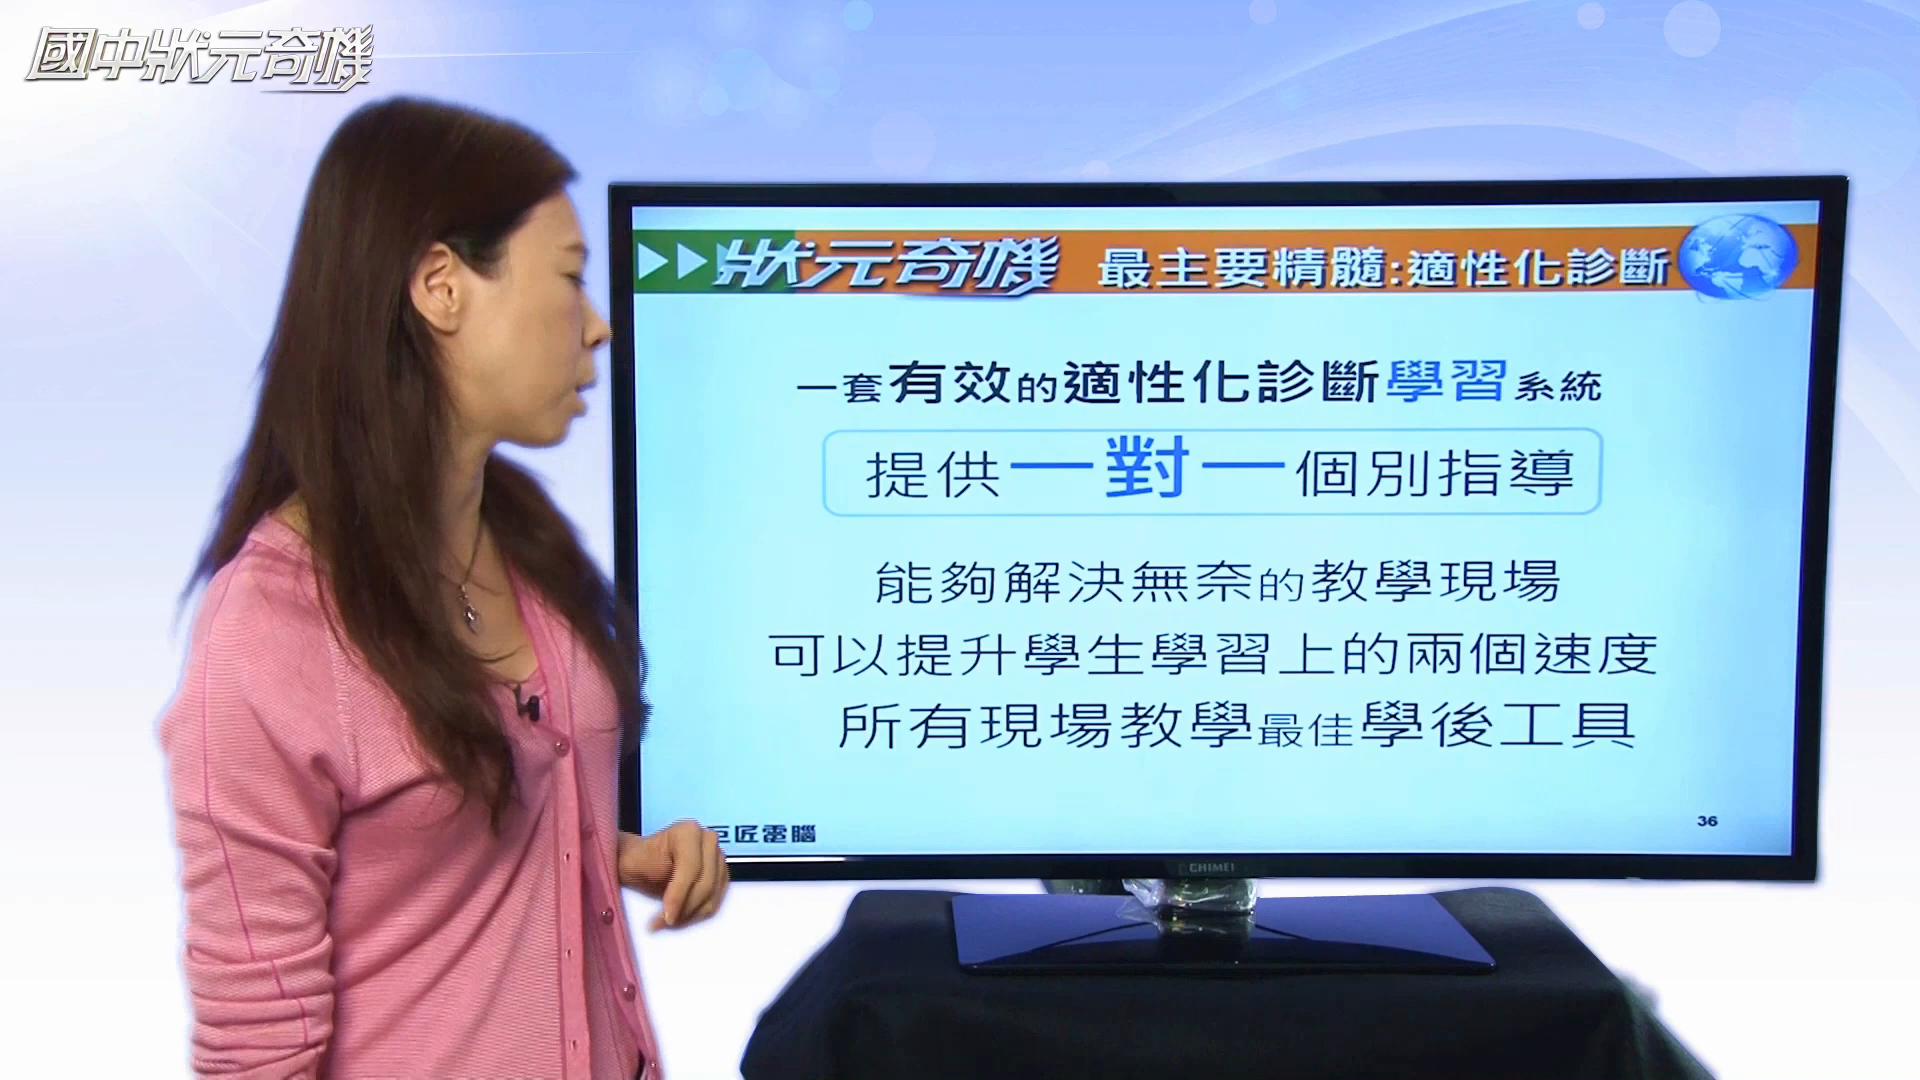 國中狀元奇機
狀元奇機 最主要精髓:適性化診斷
一套有效的適性化診斷學習系統
提供一對一個別指導
能夠解決無奈的教學現場
可以提升學生學習上的兩個速度
所有現場教學最佳學後工具
巨匠電腦
36
CHIMEI